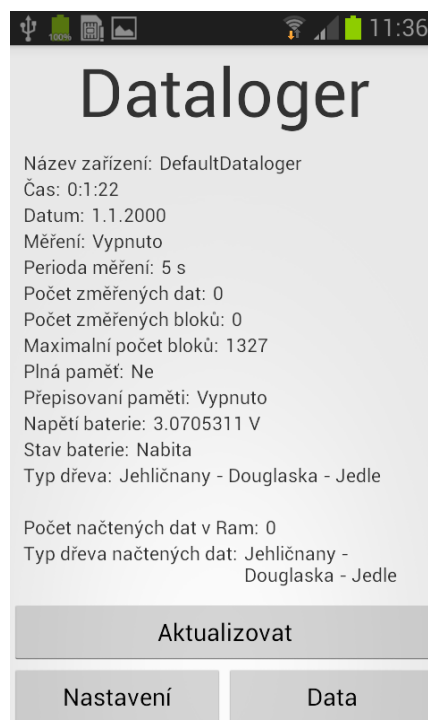 100%
11:36
Dataloger
Název zařízení: DefaultDataloger
Čas: 0:1:22
Datum: 1.1.2000
Měření: Vypnuto
Perioda měření: 5 s
Počet změřených dat: 0
Počet změřených bloků: 0
Maximalní počet bloků: 1327
Plná paměť: Ne
Přepisovaní paměti: Vypnuto
Napětí baterie: 3.0705311 V
Stav baterie: Nabita
Typ dřeva: Jehličnany - Douglaska - Jedle
Počet načtených dat v Ram: 0
Typ dřeva načtených dat: Jehličnany -
Douglaska - Jedle
Aktualizovat
Nastavení
Data